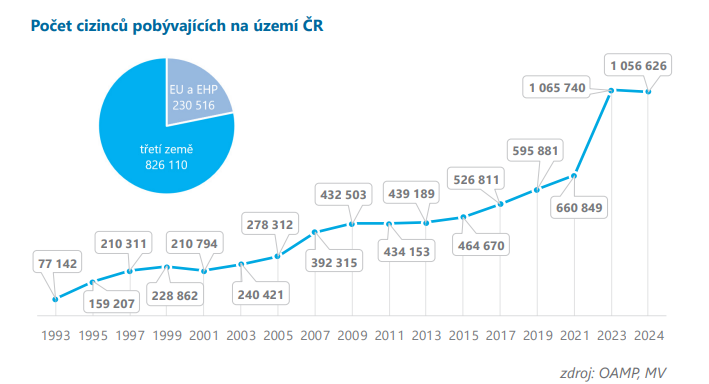 Počet cizinců pobývajících na území ČR
EU a EHP
230 516
třetí země
826 110
77 142
159 207
210 311
228 862
210 794
240 421
278 312
392 315
432 503
434 153
439 189
464 670
526 811
595 881
660 849
1 065 740
1 056 626
1993 1995 1997 1999 2001 2003 2005 2007 2009 2011 2013 2015 2017 2019 2021 2023 2024
zdroj: OAMP, MV